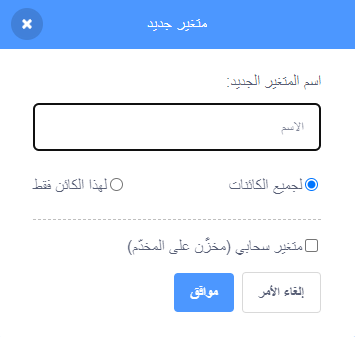 متغير جديد
اسم المتغير الجديد:
الاسم
لجميع الكائنات
لهذا الكائن فقط
متغير سحابي (مخزَّن على المخدّم)
إلغاء الأمر
موافق